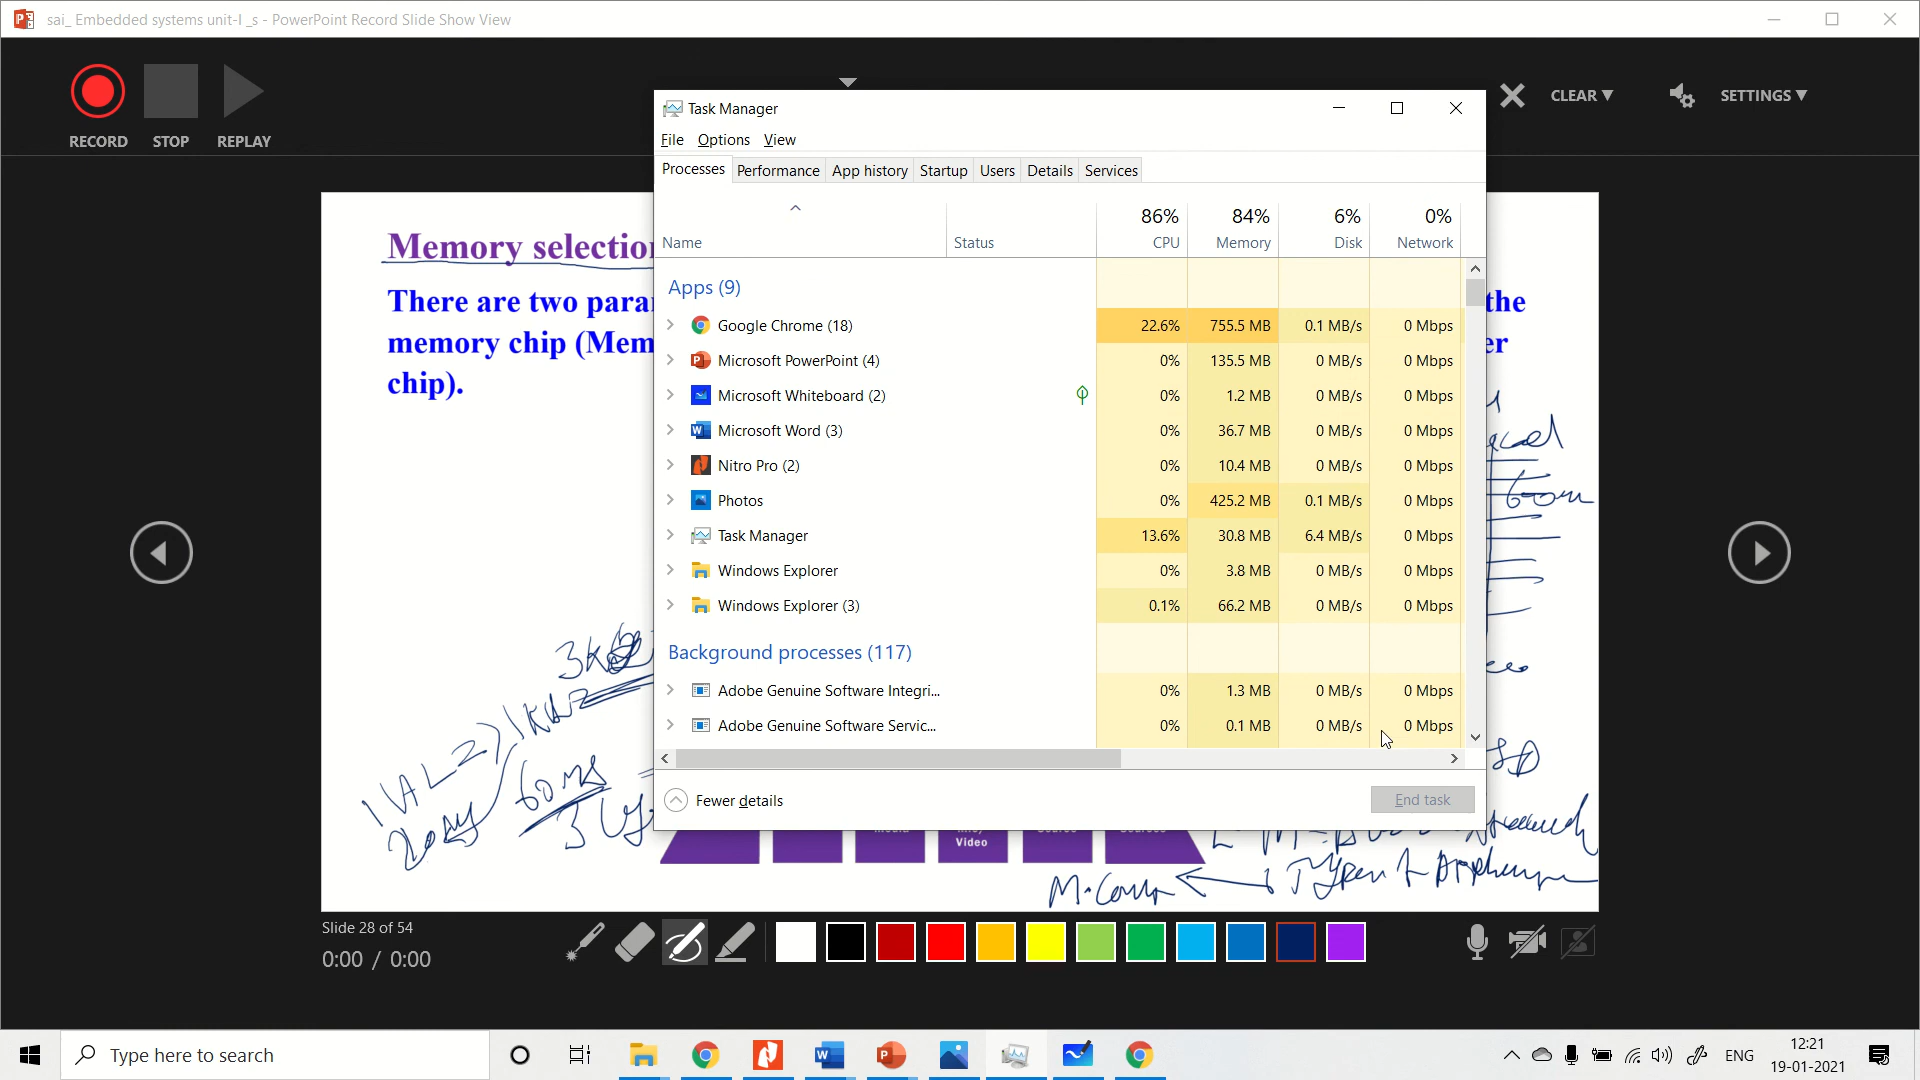 sai_ Embedded systems unit-I _s - PowerPoint Record Slide Show View
RECORD
STOP
REPLAY
CLEAR ▼
SETTINGS ▼
Task Manager
File Options View
Processes Performance App history Startup Users Details Services
86% 84% 6% 0%
Name Status CPU Memory Disk Network
Apps (9)
Google Chrome (18) 22.6% 755.5 MB 0.1 MB/s 0 Mbps
Microsoft PowerPoint (4) 0% 135.5 MB 0 MB/s 0 Mbps
Microsoft Whiteboard (2) 0% 1.2 MB 0 MB/s 0 Mbps
Microsoft Word (3) 0% 36.7 MB 0 MB/s 0 Mbps
Nitro Pro (2) 0% 10.4 MB 0 MB/s 0 Mbps
Photos 0% 425.2 MB 0.1 MB/s 0 Mbps
Task Manager 13.6% 30.8 MB 6.4 MB/s 0 Mbps
Windows Explorer 0% 3.8 MB 0 MB/s 0 Mbps
Windows Explorer (3) 0.1% 66.2 MB 0 MB/s 0 Mbps
Background processes (117)
Adobe Genuine Software Integri... 0% 1.3 MB 0 MB/s 0 Mbps
Adobe Genuine Software Servic... 0% 0.1 MB 0 MB/s 0 Mbps
Fewer details
End task
Memory selection
There are two para the
memory chip (Mem er
chip).
Video
Slide 28 of 54
0:00 / 0:00
Type here to search
ENG
12:21
19-01-2021